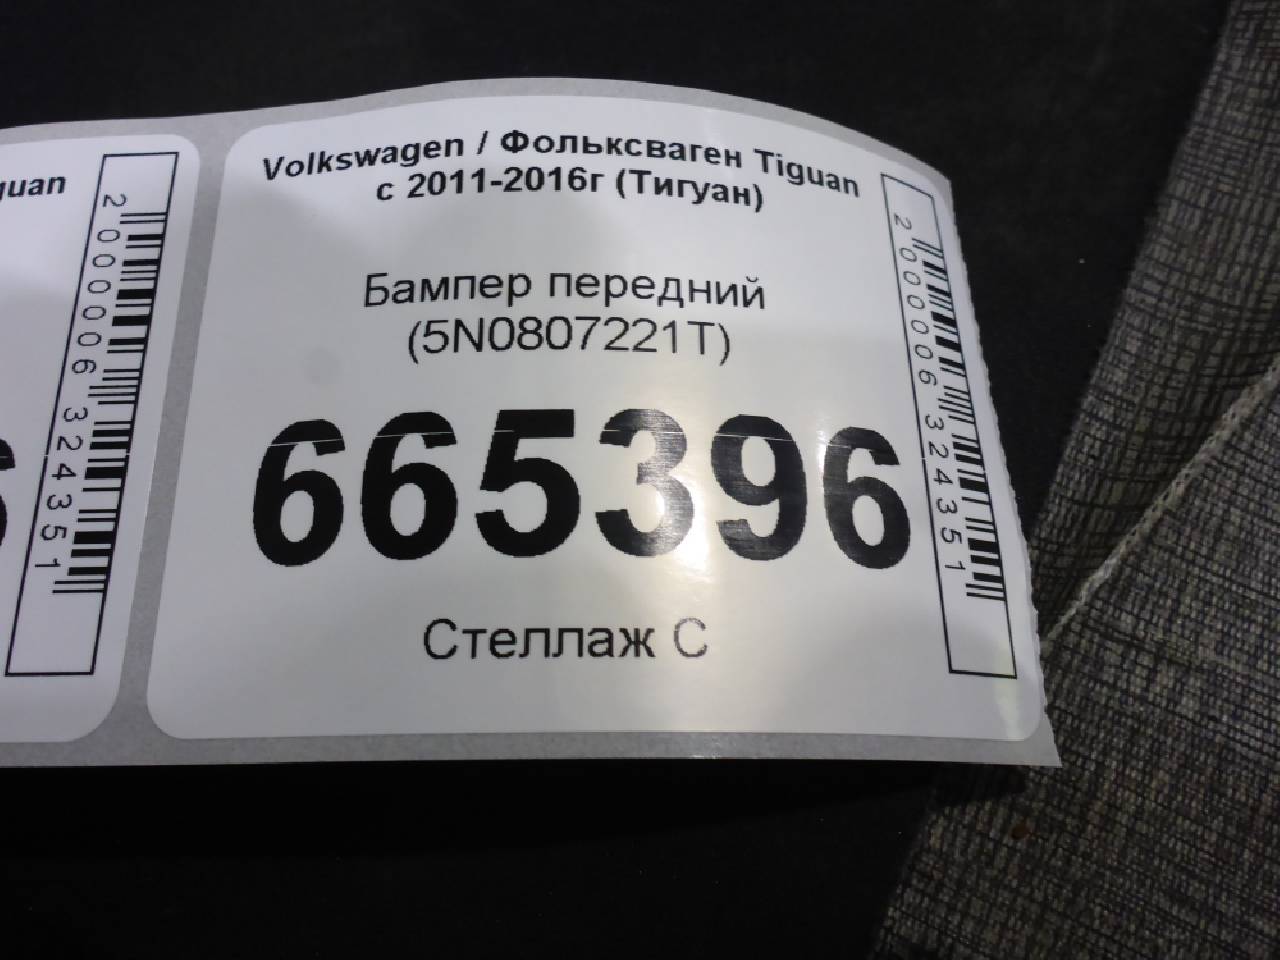 guan
2000006324351
Volkswagen / Фольксваген Tiguan
с 2011-2016г (Тигуан)
Бампер передний
(5N0807221T)
665396
Стеллаж С
2000006324351